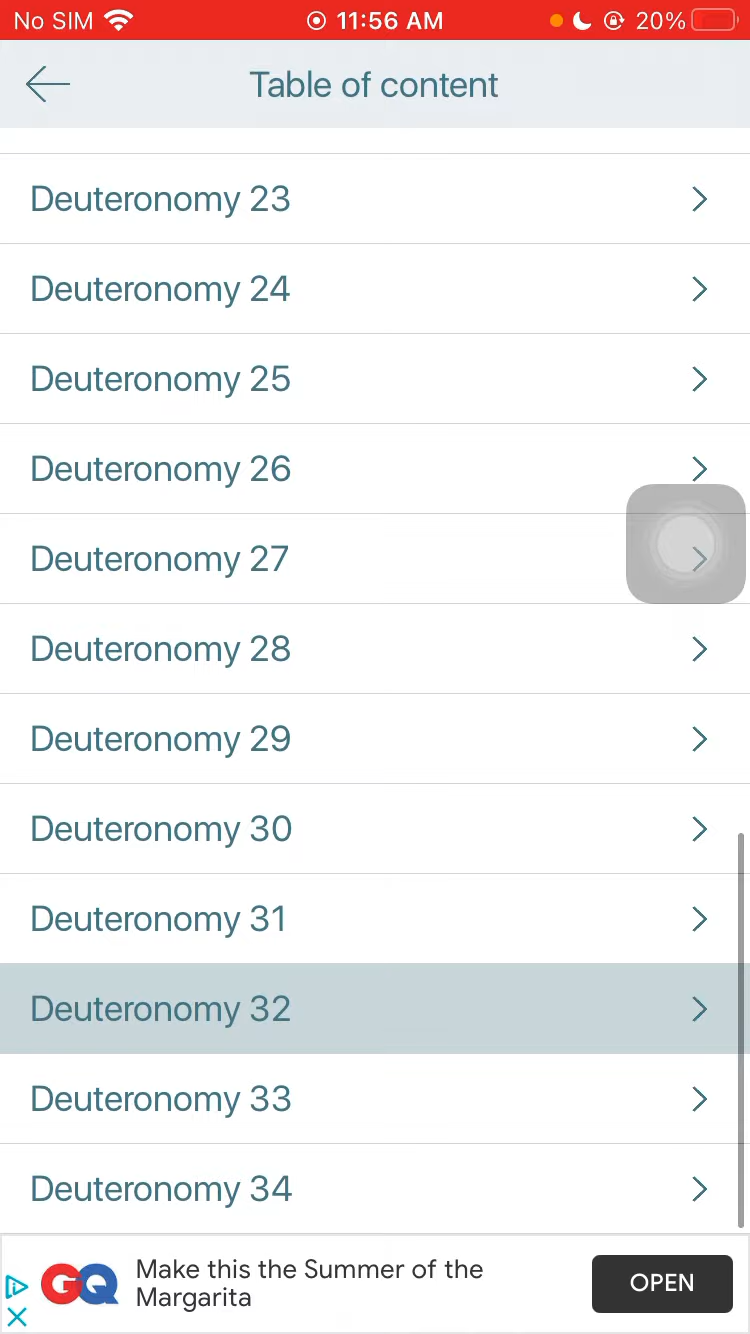 No SIM 11:56 AM 20%
Table of content
Deuteronomy 23
Deuteronomy 24
Deuteronomy 25
Deuteronomy 26
Deuteronomy 27
Deuteronomy 28
Deuteronomy 29
Deuteronomy 30
Deuteronomy 31
Deuteronomy 32
Deuteronomy 33
Deuteronomy 34
GQ
Make this the Summer of the
Margarita
OPEN